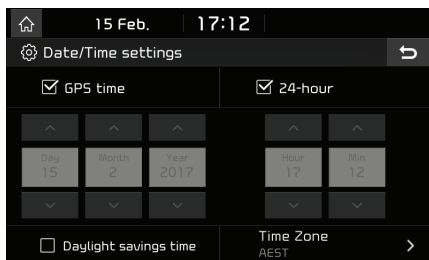 15 Feb. 17:12
Date/Time settings
GPS time 24-hour
Day Month Year Hour Min
15 2 2017 17 12
Daylight savings time Time Zone
AEST